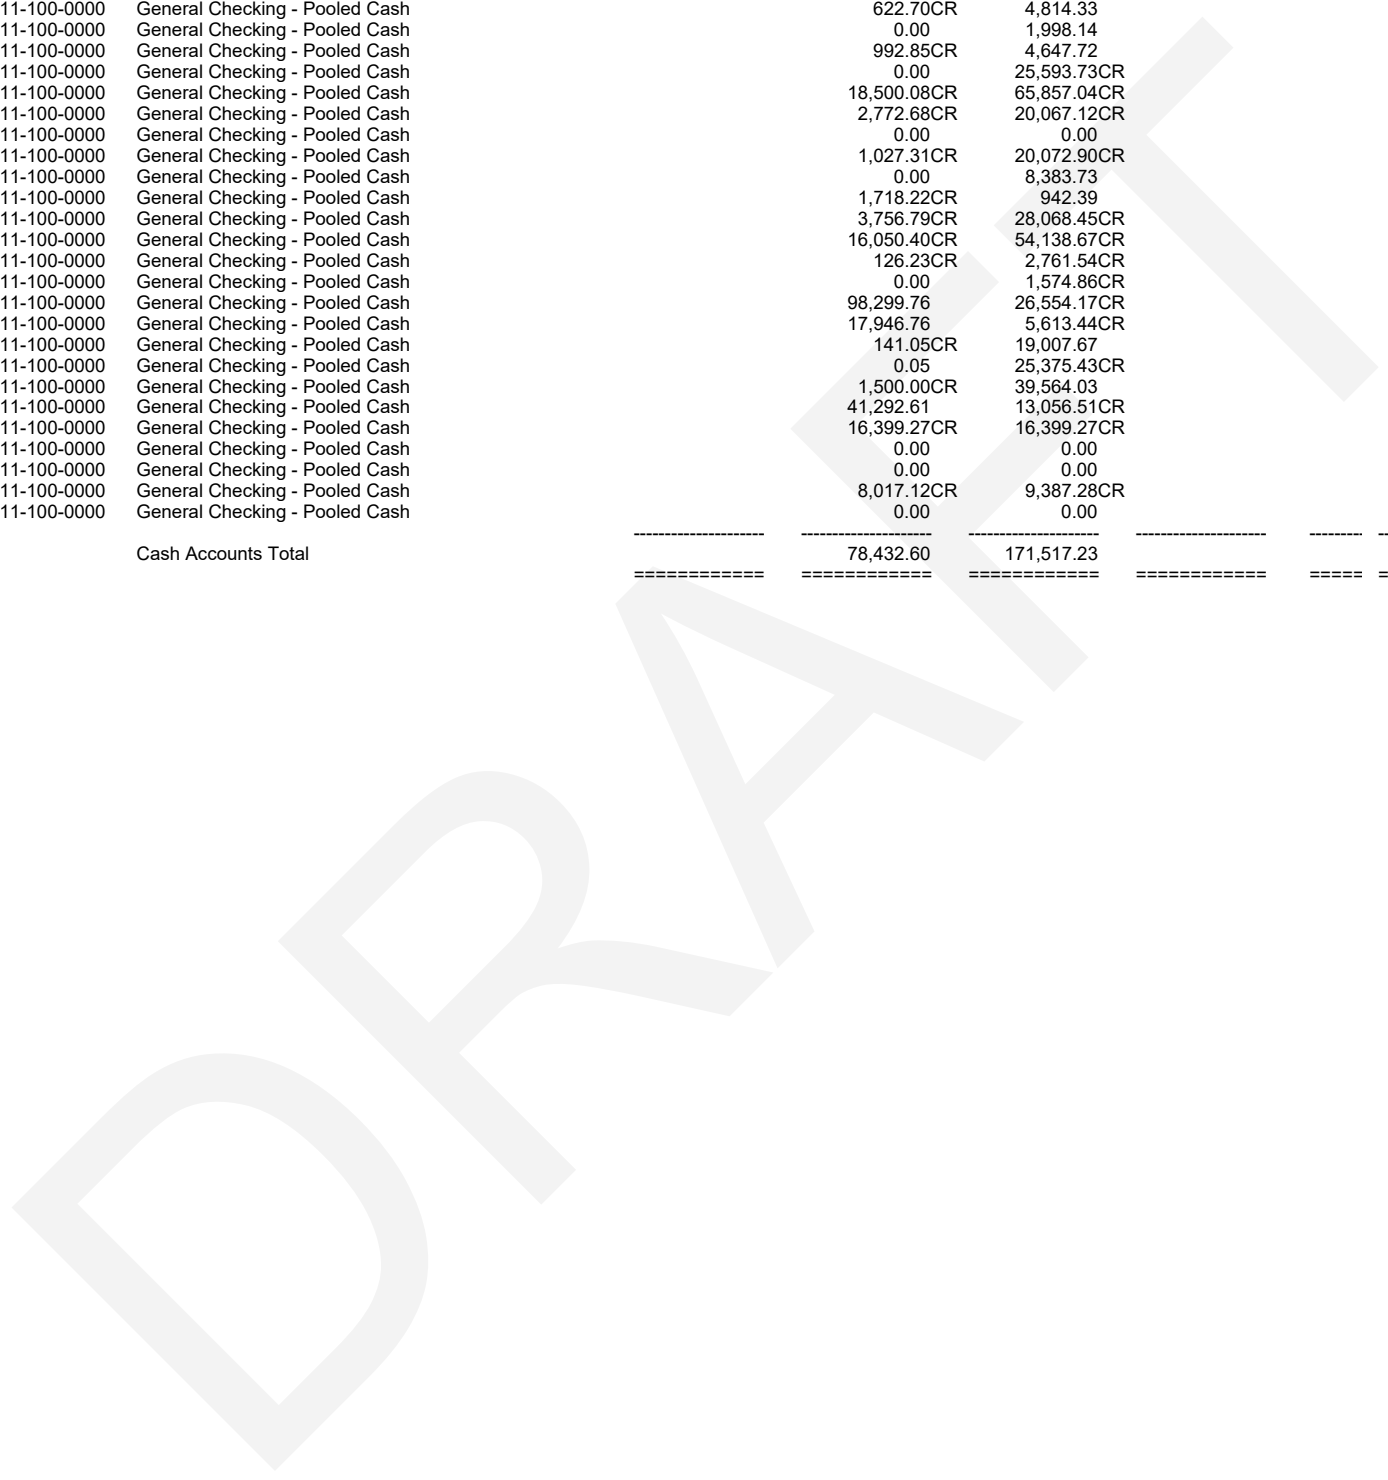 11-100-0000 General Checking - Pooled Cash 622.70CR 4,814.33
11-100-0000 General Checking - Pooled Cash 0.00 1,998.14
11-100-0000 General Checking - Pooled Cash 992.85CR 4,647.72
11-100-0000 General Checking - Pooled Cash 0.00 25,593.73CR
11-100-0000 General Checking - Pooled Cash 18,500.08CR 65,857.04CR
11-100-0000 General Checking - Pooled Cash 2,772.68CR 20,067.12CR
11-100-0000 General Checking - Pooled Cash 0.00 0.00
11-100-0000 General Checking - Pooled Cash 1,027.31CR 20,072.90CR
11-100-0000 General Checking - Pooled Cash 0.00 8,383.73
11-100-0000 General Checking - Pooled Cash 1,718.22CR 942.39
11-100-0000 General Checking - Pooled Cash 3,756.79CR 28,068.45CR
11-100-0000 General Checking - Pooled Cash 16,050.40CR 54,138.67CR
11-100-0000 General Checking - Pooled Cash 126.23CR 2,761.54CR
11-100-0000 General Checking - Pooled Cash 0.00 1,574.86CR
11-100-0000 General Checking - Pooled Cash 98,299.76 26,554.17CR
11-100-0000 General Checking - Pooled Cash 17,946.76 5,613.44CR
11-100-0000 General Checking - Pooled Cash 141.05CR 19,007.67
11-100-0000 General Checking - Pooled Cash 0.05 25,375.43CR
11-100-0000 General Checking - Pooled Cash 1,500.00CR 39,564.03
11-100-0000 General Checking - Pooled Cash 41,292.61 13,056.51CR
11-100-0000 General Checking - Pooled Cash 16,399.27CR 16,399.27CR
11-100-0000 General Checking - Pooled Cash 0.00 0.00
11-100-0000 General Checking - Pooled Cash 0.00 0.00
11-100-0000 General Checking - Pooled Cash 8,017.12CR 9,387.28CR
11-100-0000 General Checking - Pooled Cash 0.00 0.00
--------------------- --------------------- --------------------- --------------------- -------- --
Cash Accounts Total 78,432.60 171,517.23
============ ============ ============ ============ ===== =
DRAFT